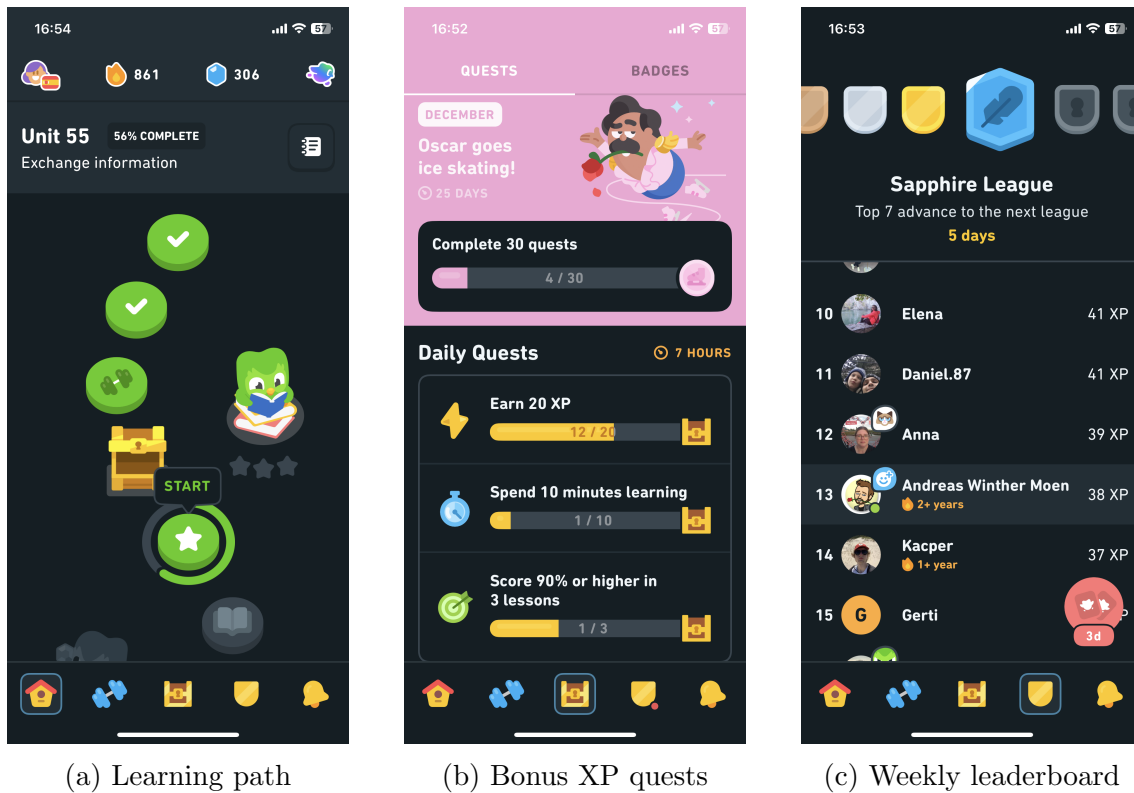 16:54
57
861
306
Unit 55
56% COMPLETE
Exchange information
START
(a) Learning path
16:52
57
QUESTS
BADGES
DECEMBER
Oscar goes
ice skating!
25 DAYS
Complete 30 quests
4 / 30
Daily Quests
7 HOURS
Earn 20 XP
12 / 20
Spend 10 minutes learning
1 / 10
Score 90% or higher in
3 lessons
1 / 3
(b) Bonus XP quests
16:53
57
Sapphire League
Top 7 advance to the next league
5 days
10 Elena 41 XP
11 Daniel.87 41 XP
12 Anna 39 XP
13 Andreas Winther Moen 38 XP
2+ years
14 Kacper 37 XP
1+ year
15 G Gerti
3d
(c) Weekly leaderboard